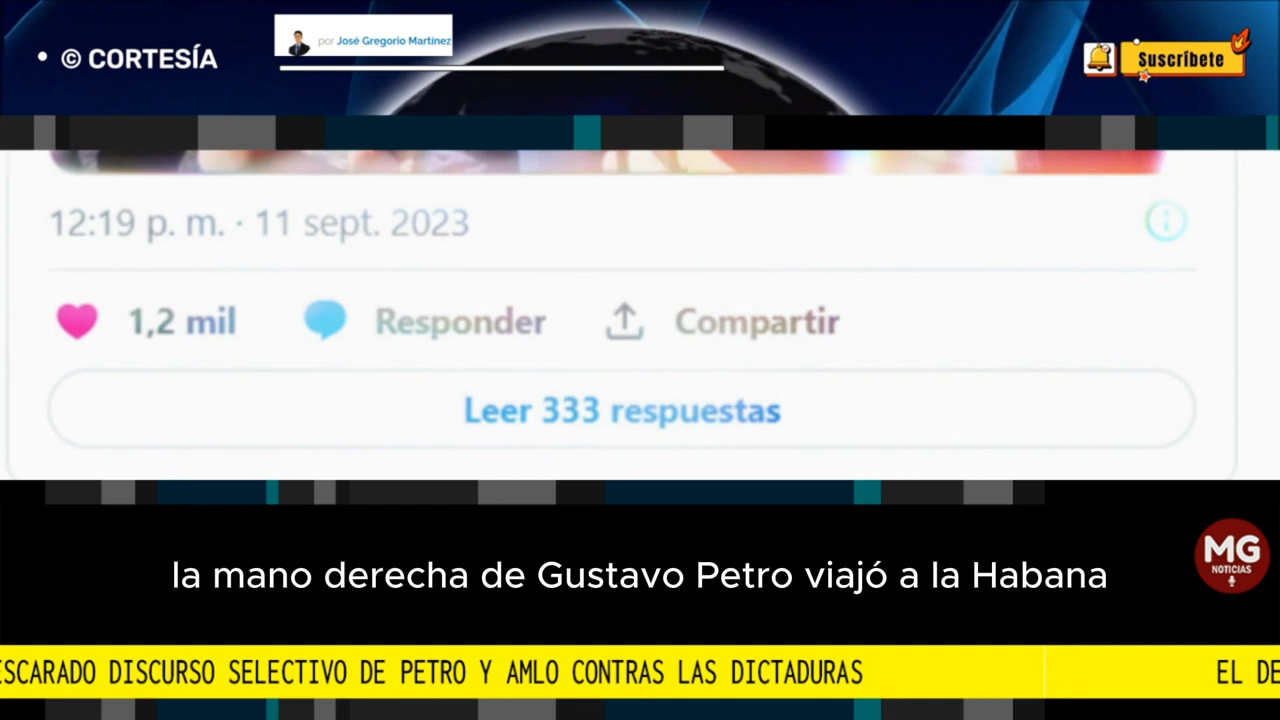 • © CORTESÍA
por José Gregorio Martínez
Suscríbete
12:19 p. m. · 11 sept. 2023
1,2 mil
Responder
Compartir
Leer 333 respuestas
la mano derecha de Gustavo Petro viajó a la Habana
MG
NOTICIAS
ESCARADO DISCURSO SELECTIVO DE PETRO Y AMLO CONTRAS LAS DICTADURAS
EL DE